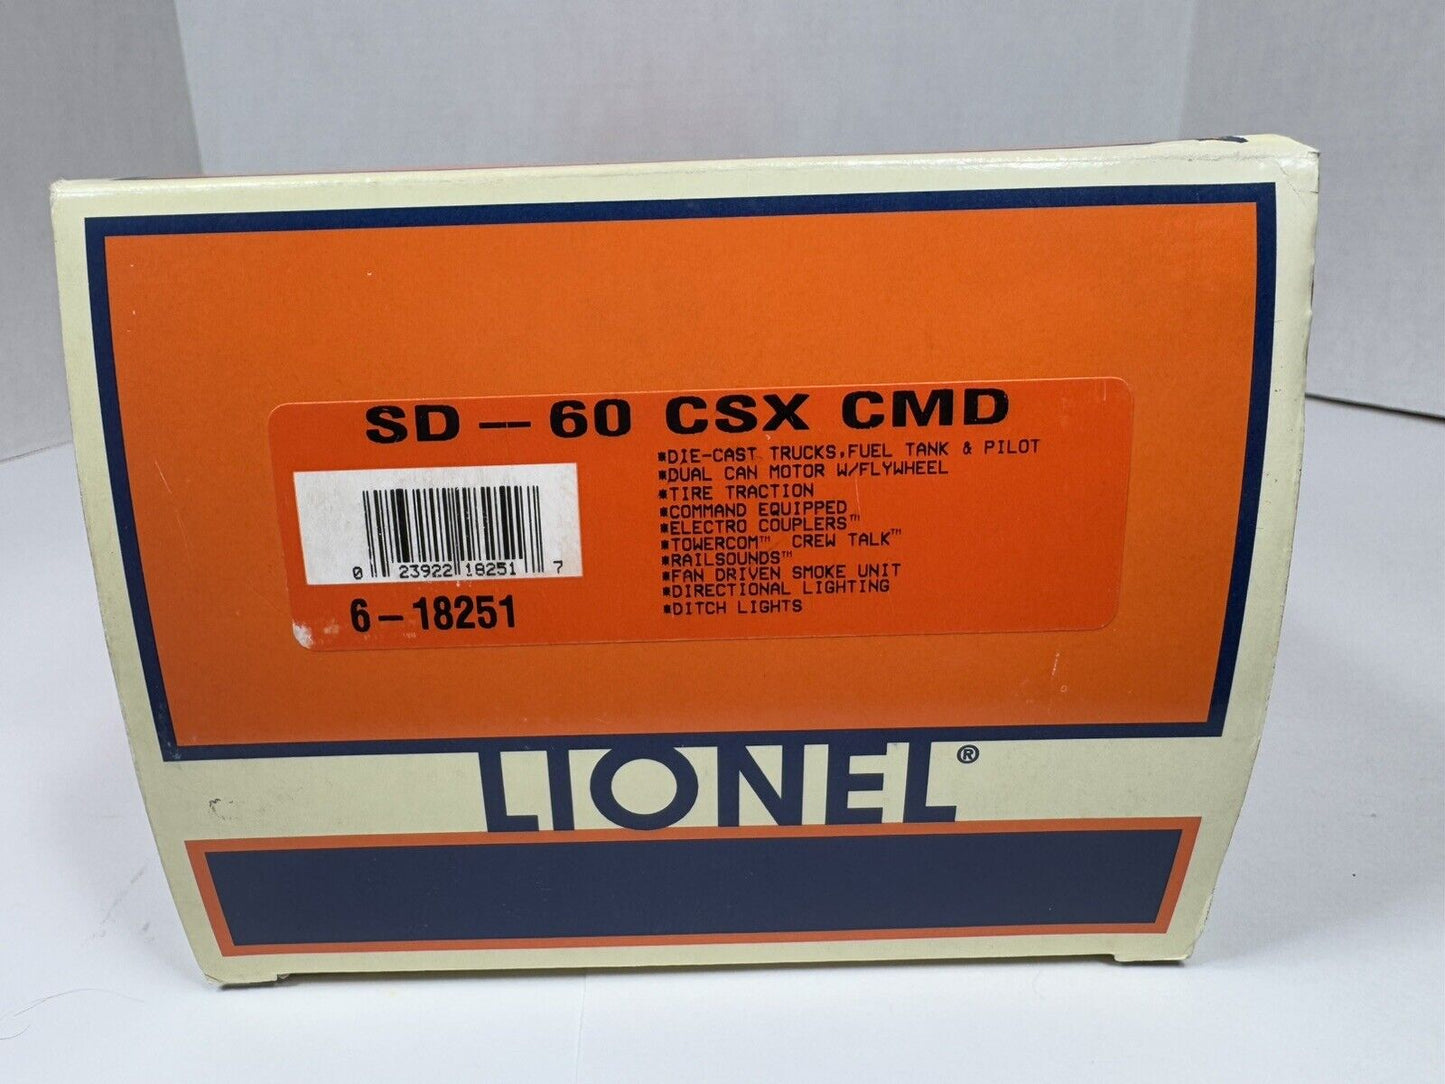 SD - 60 CSX CMD
*DIE-CAST TRUCKS,FUEL TANK & PILOT
*DUAL CAN MOTOR W/FLYWHEEL
*TIRE TRACTION
*COMMAND EQUIPPED
*ELECTRO COUPLERS™
*TOWERCOM™ CREW TALK™
*RAILSOUNDS™
*FAN DRIVEN SMOKE UNIT
*DIRECTIONAL LIGHTING
*DITCH LIGHTS
0 23922 18251 7
6-18251
LIONEL®